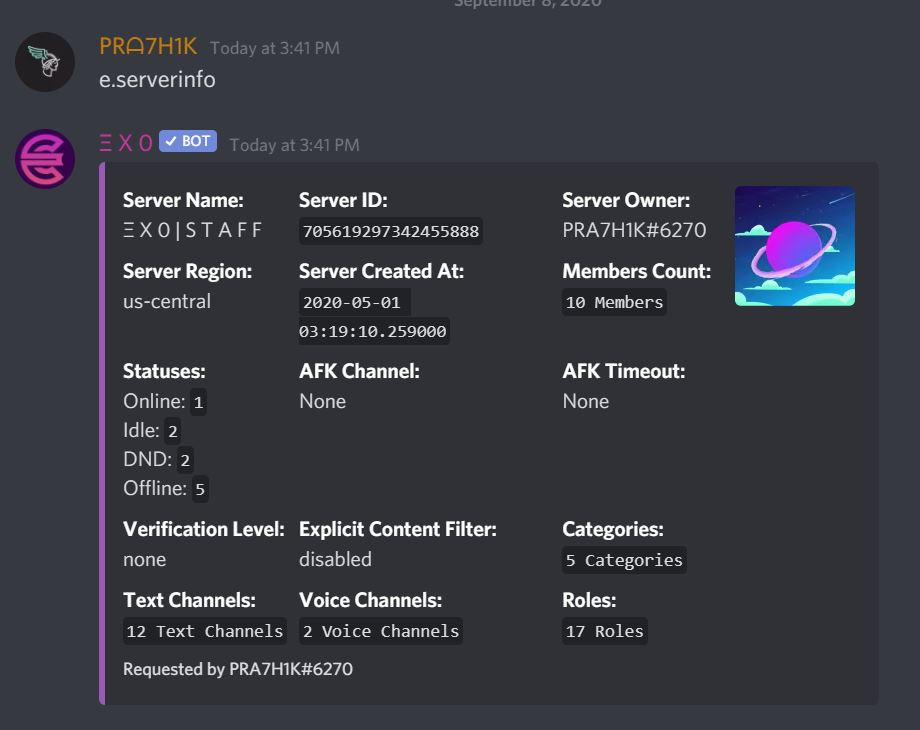 September 8, 2020
PRᗩ7H1K Today at 3:41 PM
e.serverinfo
Ξ X 0 ✓ BOT Today at 3:41 PM
Server Name: Server ID: Server Owner:
Ξ X 0 | S T A F F 705619297342455888 PRA7H1K#6270
Server Region: Server Created At: Members Count:
us-central 2020-05-01 10 Members
03:19:10.259000
Statuses: AFK Channel: AFK Timeout:
Online: 1 None None
Idle: 2
DND: 2
Offline: 5
Verification Level: Explicit Content Filter: Categories:
none disabled 5 Categories
Text Channels: Voice Channels: Roles:
12 Text Channels 2 Voice Channels 17 Roles
Requested by PRA7H1K#6270